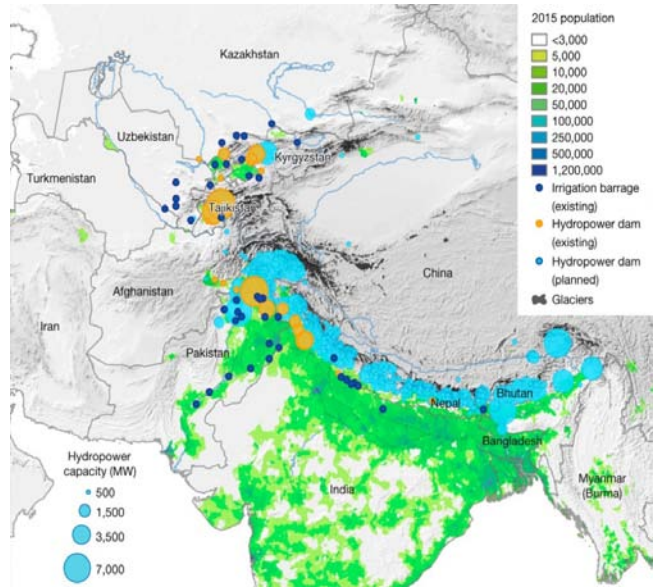 Kazakhstan
Uzbekistan
Kyrgyzstan
Turkmenistan
Tajikistan
China
Afghanistan
Iran
Pakistan
Nepal
Bhutan
Bangladesh
India
Myanmar
(Burma)
2015 population
<3,000
5,000
10,000
20,000
50,000
100,000
250,000
500,000
1,200,000
Irrigation barrage
(existing)
Hydropower dam
(existing)
Hydropower dam
(planned)
Glaciers
Hydropower
capacity (MW)
500
1,500
3,500
7,000